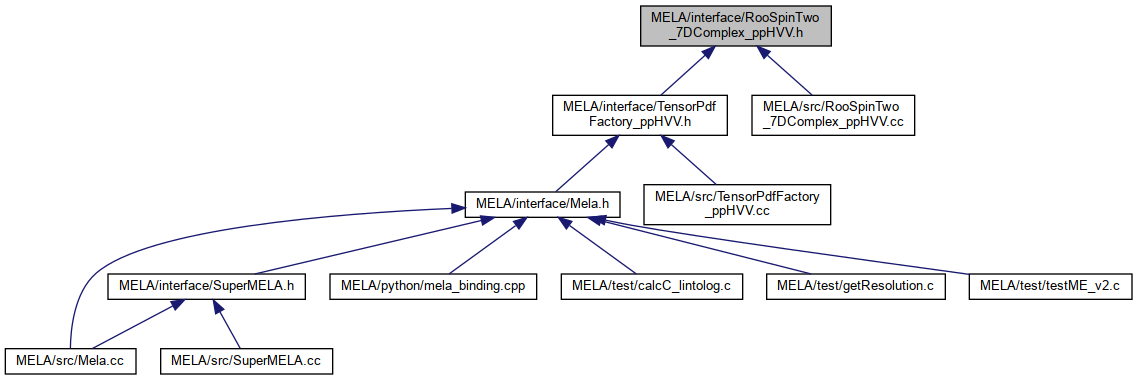 MELA/interface/RooSpinTwo
_7DComplex_ppHVV.h
MELA/interface/TensorPdf
Factory_ppHVV.h
MELA/src/RooSpinTwo
_7DComplex_ppHVV.cc
MELA/interface/Mela.h
MELA/src/TensorPdfFactory
_ppHVV.cc
MELA/interface/SuperMELA.h
MELA/python/mela_binding.cpp
MELA/test/calcC_lintolog.c
MELA/test/getResolution.c
MELA/test/testME_v2.c
MELA/src/Mela.cc
MELA/src/SuperMELA.cc